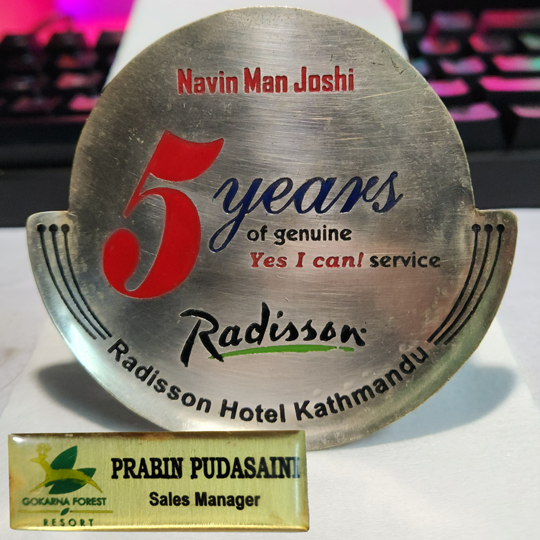 Navin Man Joshi
5 years
of genuine
Yes I can! service
Radisson
Radisson Hotel Kathmandu
PRABIN PUDASAINI
Sales Manager
GOKARNA FOREST
RESORT